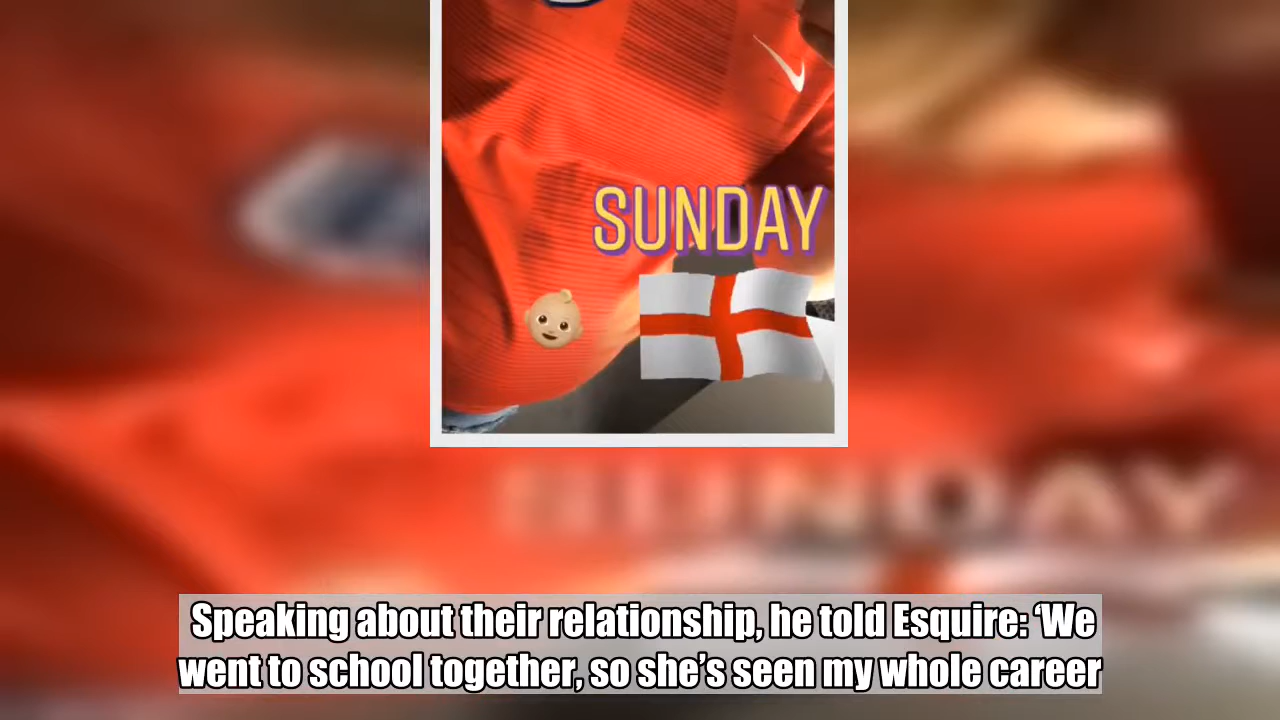 SUNDAY
Speaking about their relationship, he told Esquire: ‘We
went to school together, so she’s seen my whole career